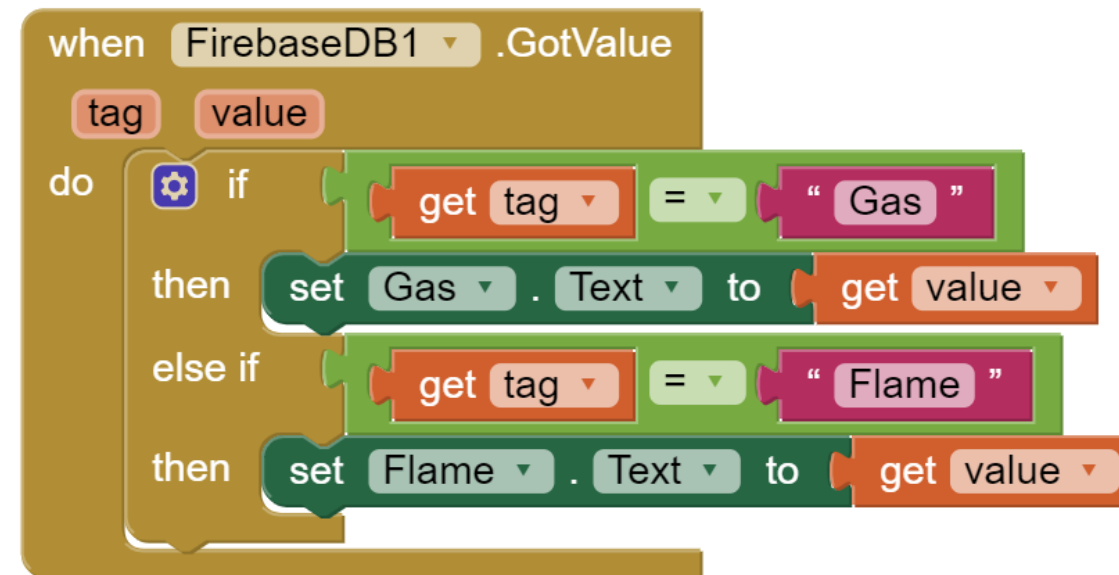 when FirebaseDB1 .GotValue
tag value
do if get tag = “ Gas ”
then set Gas . Text to get value
else if get tag = “ Flame ”
then set Flame . Text to get value